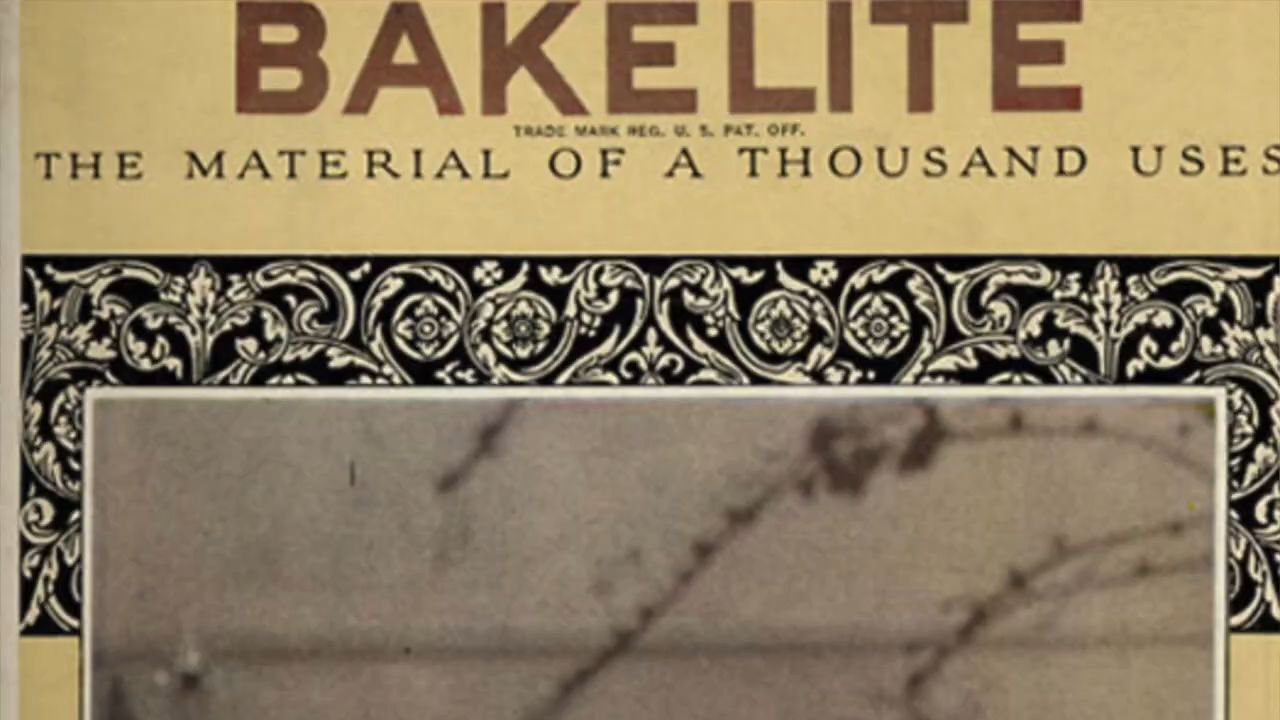 BAKELITE
TRADE MARK REG. U. S. PAT. OFF.
THE MATERIAL OF A THOUSAND USES